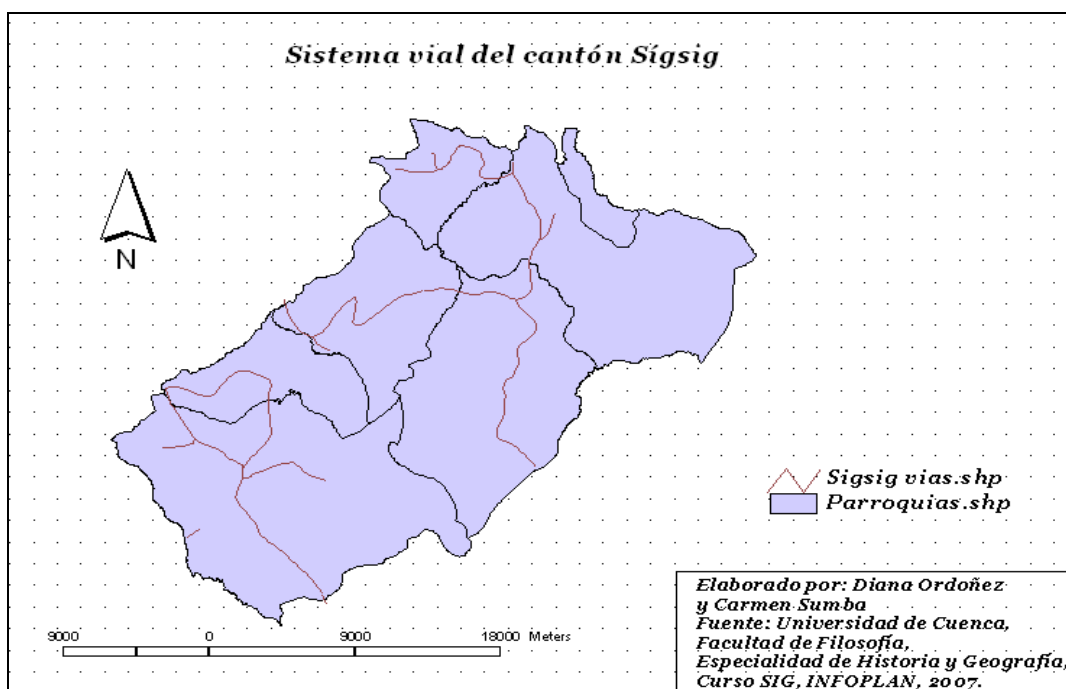 Sistema vial del cantón Sígsig
N
Sigsig vias.shp
Parroquias.shp
9000 0 9000 18000 Meters
Elaborado por: Diana Ordoñez
y Carmen Sumba
Fuente: Universidad de Cuenca,
Facultad de Filosofía,
Especialidad de Historia y Geografía,
Curso SIG, INFOPLAN, 2007.